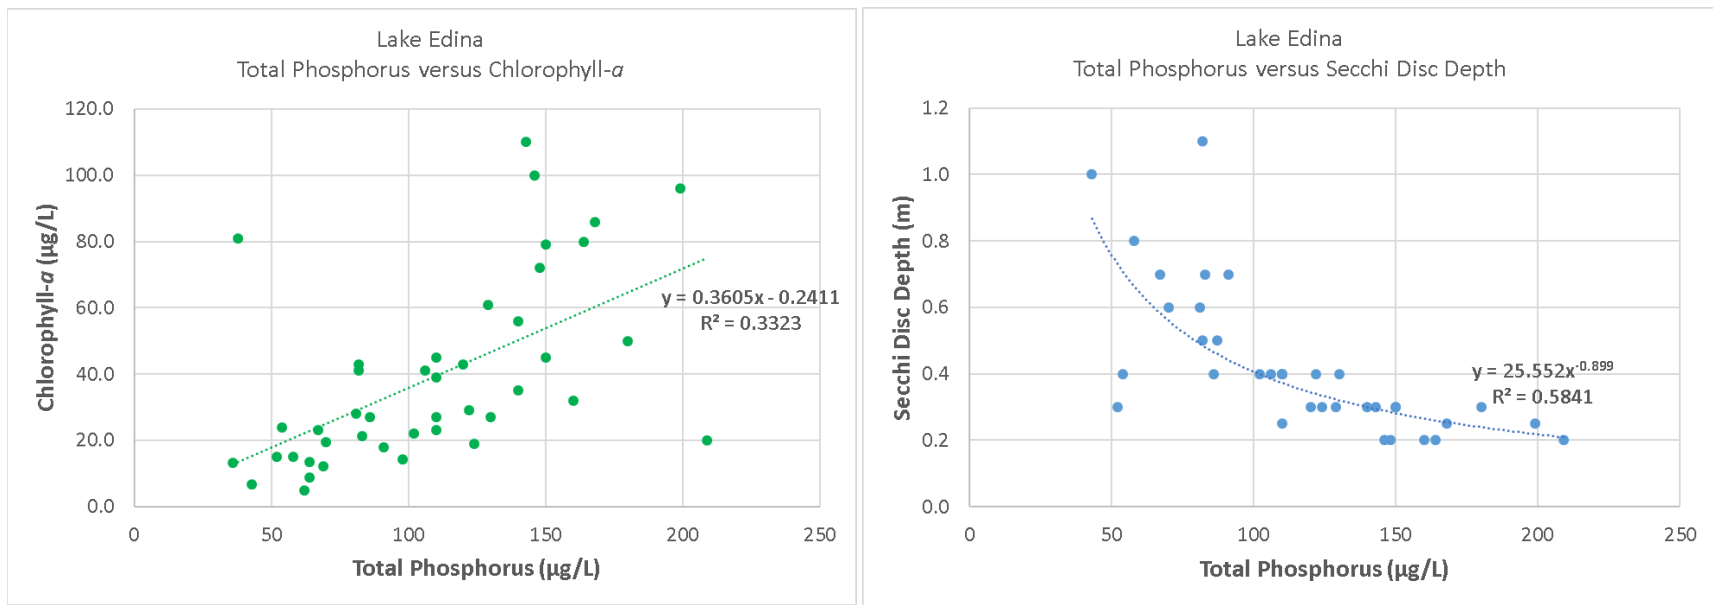 Lake Edina
Total Phosphorus versus Chlorophyll-a
120.0
100.0
80.0
60.0
40.0
20.0
0.0
Chlorophyll-a (µg/L)
y = 0.3605x - 0.2411
R² = 0.3323
0
50
100
150
200
250
Total Phosphorus (µg/L)
Lake Edina
Total Phosphorus versus Secchi Disc Depth
1.2
1.0
0.8
0.6
0.4
0.2
0.0
Secchi Disc Depth (m)
y = 25.552x^-0.899
R² = 0.5841
0
50
100
150
200
250
Total Phosphorus (µg/L)